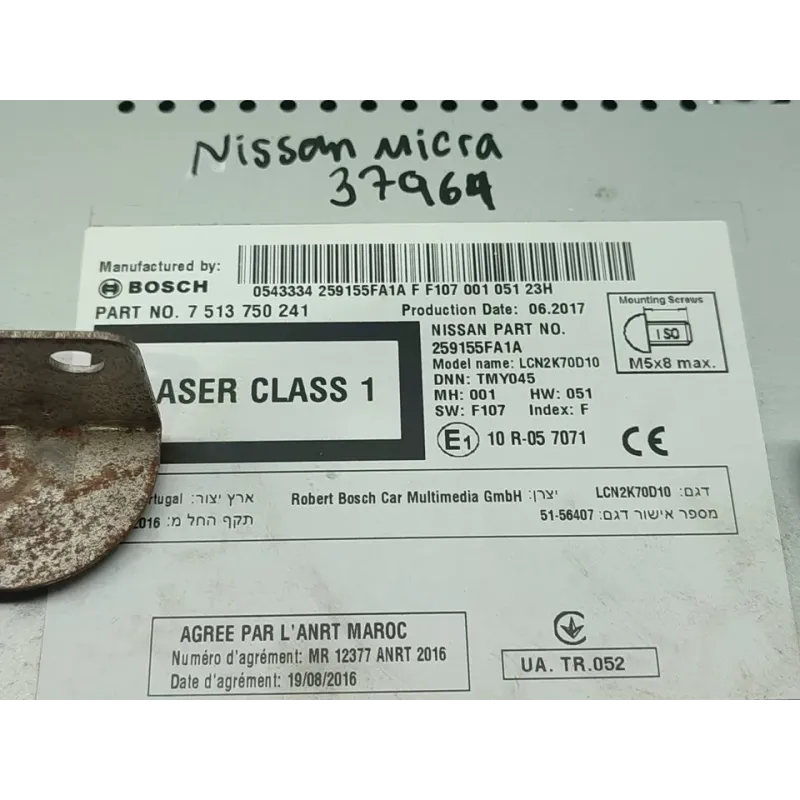 Nissan Micra
37964
Manufactured by:
BOSCH
0543334 259155FA1A F F107 001 051 23H
PART NO. 7 513 750 241
Production Date: 06.2017
NISSAN PART NO.
259155FA1A
Model name: LCN2K70D10
DNN: TMY045
MH: 001 HW: 051
SW: F107 Index: F
Mounting Screws
ISO
M5x8 max.
ASER CLASS 1
E1 10 R-05 7071
CE
דגם: LCN2K70D10
יצרן: Robert Bosch Car Multimedia GmbH
ארץ יצור: rtugal
מספר אישור דגם: 51-56407
תקף החל מ: 2016
AGREE PAR L'ANRT MAROC
Numéro d'agrément: MR 12377 ANRT 2016
Date d'agrément: 19/08/2016
UA. TR.052